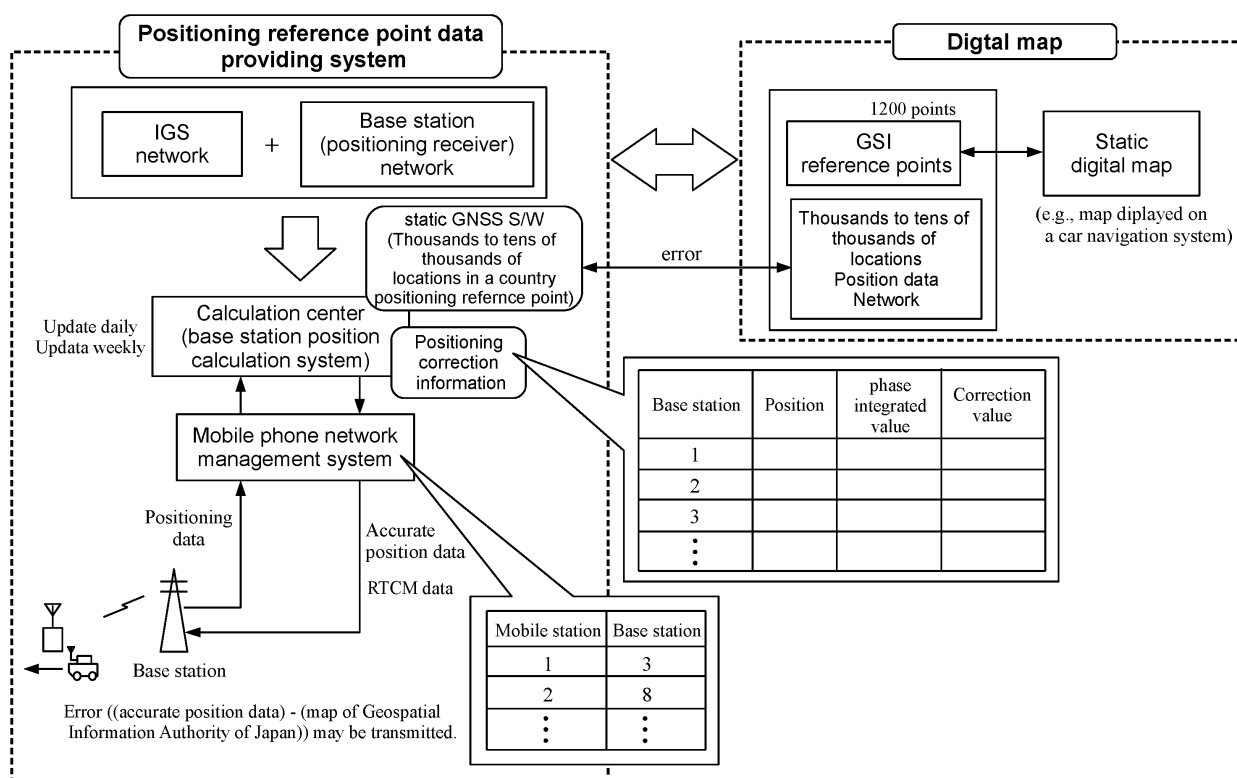 Positioning reference point data
providing system
IGS
network
+
Base station
(positioning receiver)
network
static GNSS S/W
(Thousands to tens of
thousands of
locations in a country
positioning refernce point)
Update daily
Updata weekly
Calculation center
(base station position
calculation system)
Positioning
correction
information
Mobile phone network
management system
Positioning
data
Accurate
position data
RTCM data
Base station
Error ((accurate position data) - (map of Geospatial
Information Authority of Japan)) may be transmitted.
Mobile station Base station
1 3
2 8
⋮ ⋮
error
Digtal map
1200 points
GSI
reference points
Static
digital map
(e.g., map diplayed on
a car navigation system)
Thousands to tens of
thousands of
locations
Position data
Network
Base station Position phase integrated value Correction value
1
2
3
⋮